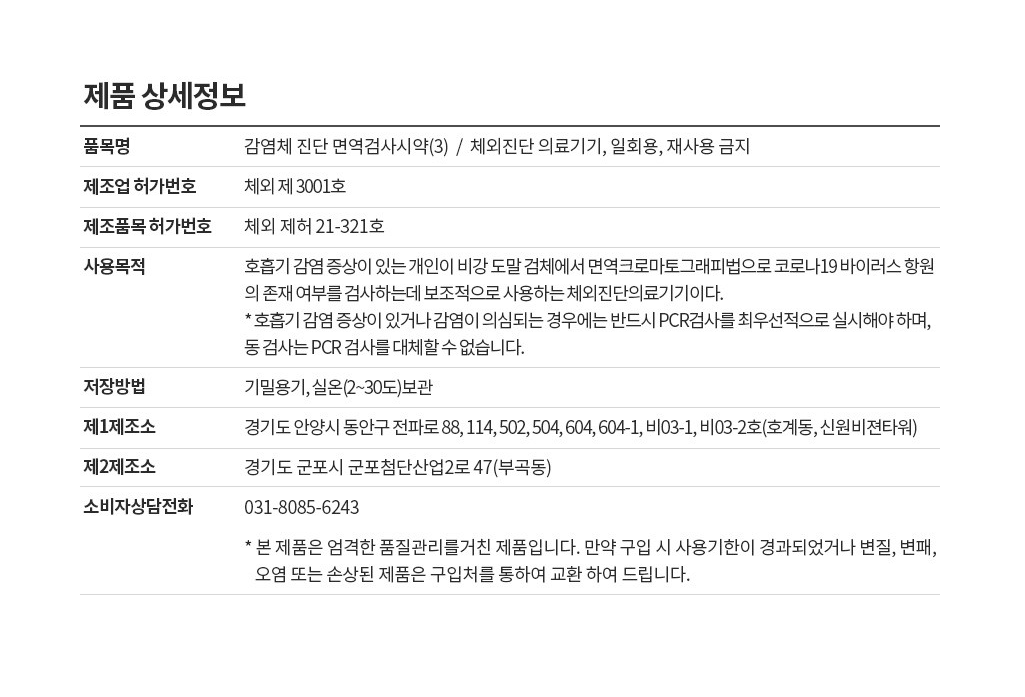 제품 상세정보
품목명 감염체 진단 면역검사시약(3) / 체외진단 의료기기, 일회용, 재사용 금지
제조업 허가번호 체외 제 3001호
제조품목 허가번호 체외 제허 21-321호
사용목적 호흡기 감염 증상이 있는 개인이 비강 도말 검체에서 면역크로마토그래피법으로 코로나19 바이러스 항원
의 존재 여부를 검사하는데 보조적으로 사용하는 체외진단의료기기이다.
* 호흡기 감염 증상이 있거나 감염이 의심되는 경우에는 반드시 PCR검사를 최우선적으로 실시해야 하며,
동 검사는 PCR 검사를 대체할 수 없습니다.
저장방법 기밀용기, 실온(2~30도)보관
제1제조소 경기도 안양시 동안구 전파로 88, 114, 502, 504, 604, 604-1, 비03-1, 비03-2호(호계동, 신원비젼타워)
제2제조소 경기도 군포시 군포첨단산업2로 47(부곡동)
소비자상담전화 031-8085-6243
* 본 제품은 엄격한 품질관리를거친 제품입니다. 만약 구입 시 사용기한이 경과되었거나 변질, 변패,
오염 또는 손상된 제품은 구입처를 통하여 교환 하여 드립니다.